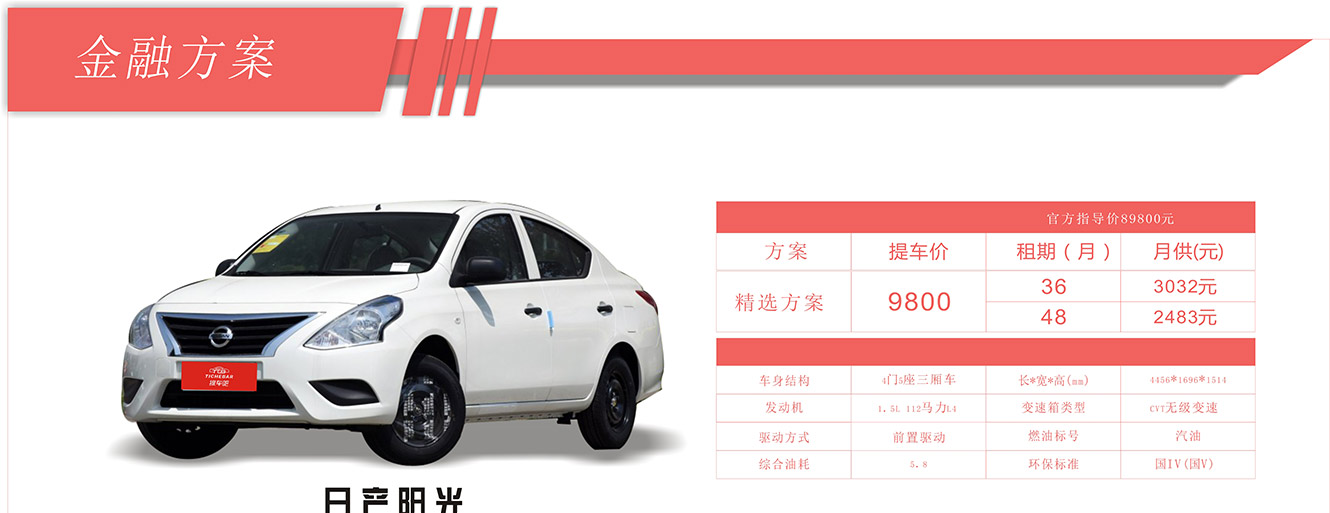 金融方案
官方指导价89800元
方案 提车价 租期（月） 月供(元)
精选方案 9800 36 3032元
48 2483元
车身结构 4门5座三厢车 长*宽*高(mm) 4456*1696*1514
发动机 1.5L 112马力L4 变速箱类型 CVT无级变速
驱动方式 前置驱动 燃油标号 汽油
综合油耗 5.8 环保标准 国IV(国V)
TICHEBAR
提车吧
日产阳光